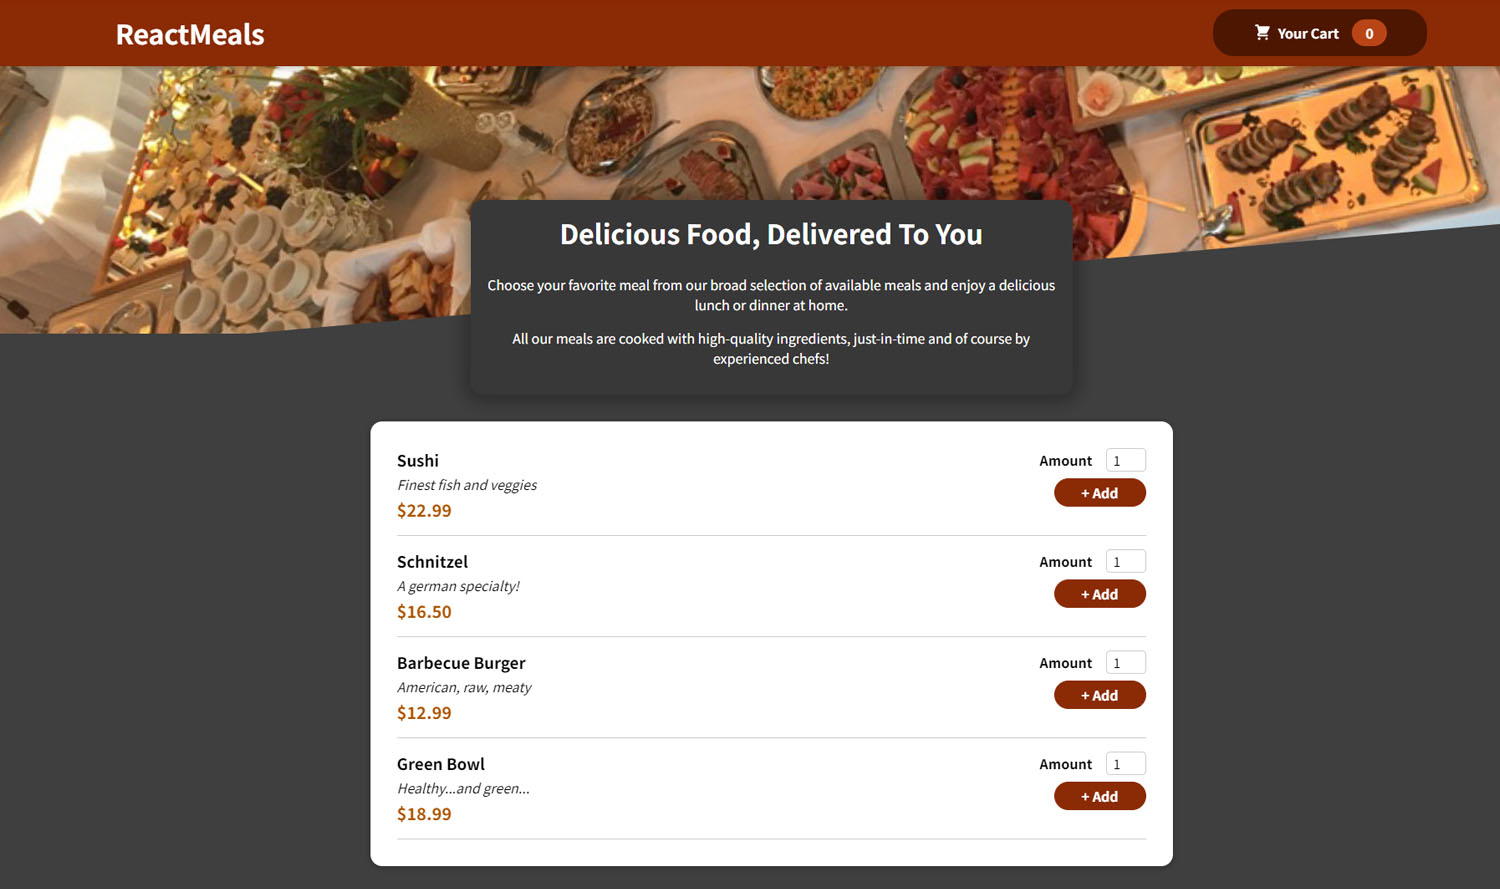 ReactMeals
Your Cart 0
Delicious Food, Delivered To You
Choose your favorite meal from our broad selection of available meals and enjoy a delicious
lunch or dinner at home.
All our meals are cooked with high-quality ingredients, just-in-time and of course by
experienced chefs!
Sushi
Finest fish and veggies
$22.99
Amount 1
+ Add
Schnitzel
A german specialty!
$16.50
Amount 1
+ Add
Barbecue Burger
American, raw, meaty
$12.99
Amount 1
+ Add
Green Bowl
Healthy...and green...
$18.99
Amount 1
+ Add